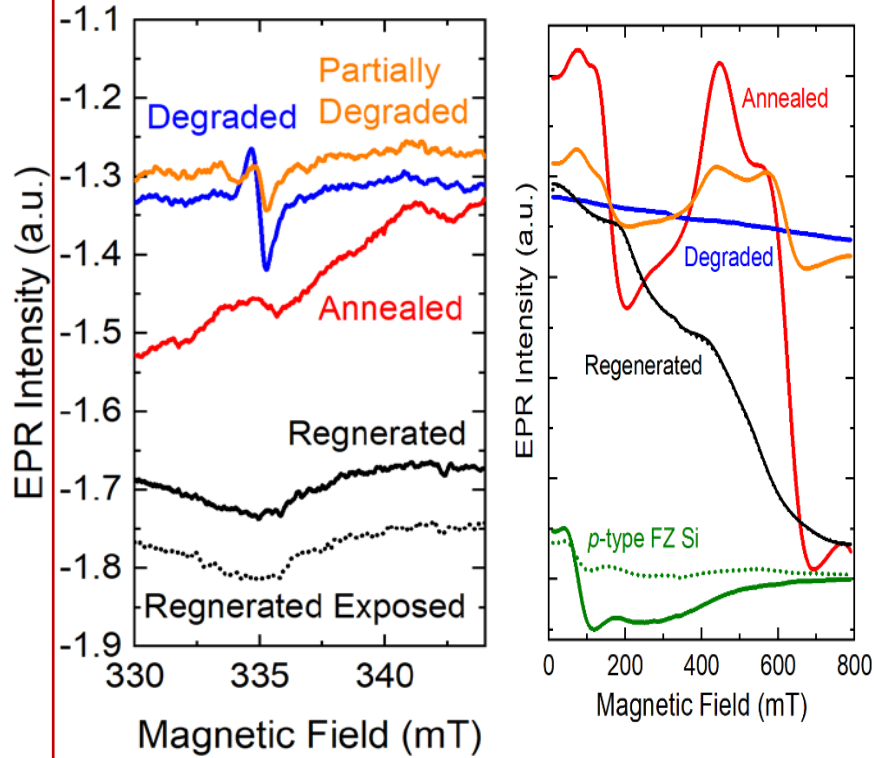 -1.1
-1.2
-1.3
-1.4
-1.5
-1.6
-1.7
-1.8
-1.9
EPR Intensity (a.u.)
Partially
Degraded
Degraded
Annealed
Regnerated
Regnerated Exposed
330
335
340
Magnetic Field (mT)
EPR Intensity (a.u.)
Annealed
Degraded
Regenerated
p-type FZ Si
0
200
400
600
800
Magnetic Field (mT)